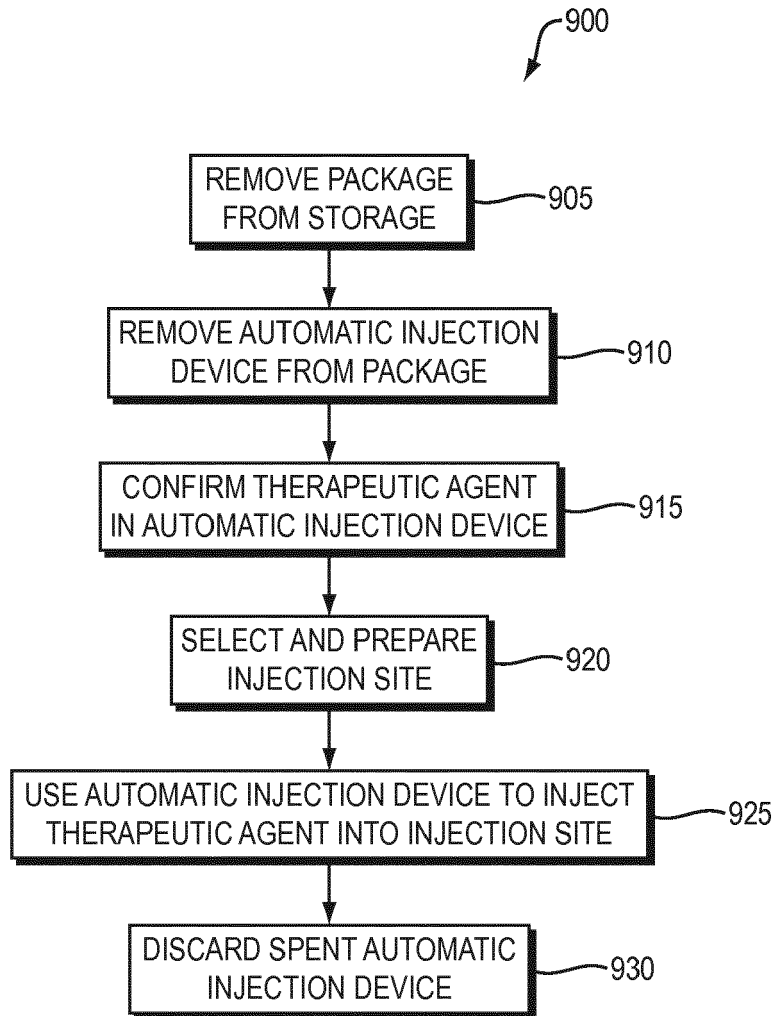 900
REMOVE PACKAGE
FROM STORAGE
905
REMOVE AUTOMATIC INJECTION
DEVICE FROM PACKAGE
910
CONFIRM THERAPEUTIC AGENT
IN AUTOMATIC INJECTION DEVICE
915
SELECT AND PREPARE
INJECTION SITE
920
USE AUTOMATIC INJECTION DEVICE TO INJECT
THERAPEUTIC AGENT INTO INJECTION SITE
925
DISCARD SPENT AUTOMATIC
INJECTION DEVICE
930